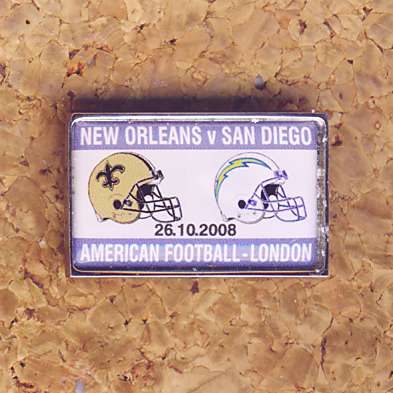 NEW ORLEANS v SAN DIEGO
26.10.2008
AMERICAN FOOTBALL-LONDON